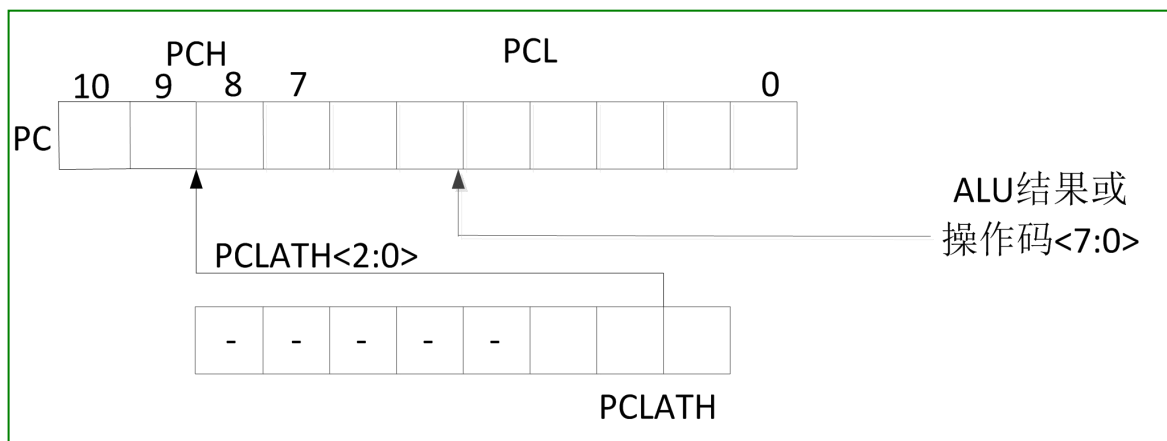 PCH
PCL
10 9 8 7 0
PC
ALU结果或
操作码<7:0>
PCLATH<2:0>
- - - - -
PCLATH